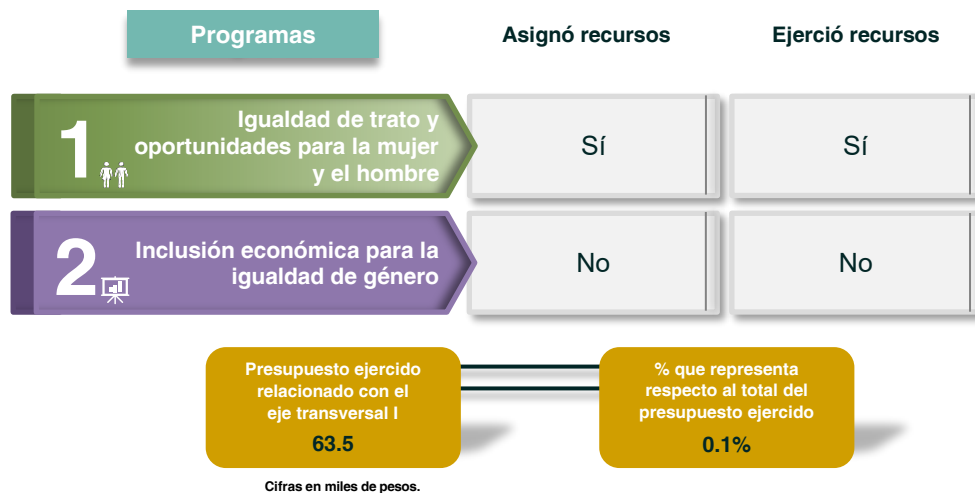 Programas
Asignó recursos
Ejerció recursos
1
Igualdad de trato y
oportunidades para la mujer
y el hombre
Sí
Sí
2
Inclusión económica para la
igualdad de género
No
No
Presupuesto ejercido
relacionado con el
eje transversal I
63.5
% que representa
respecto al total del
presupuesto ejercido
0.1%
Cifras en miles de pesos.